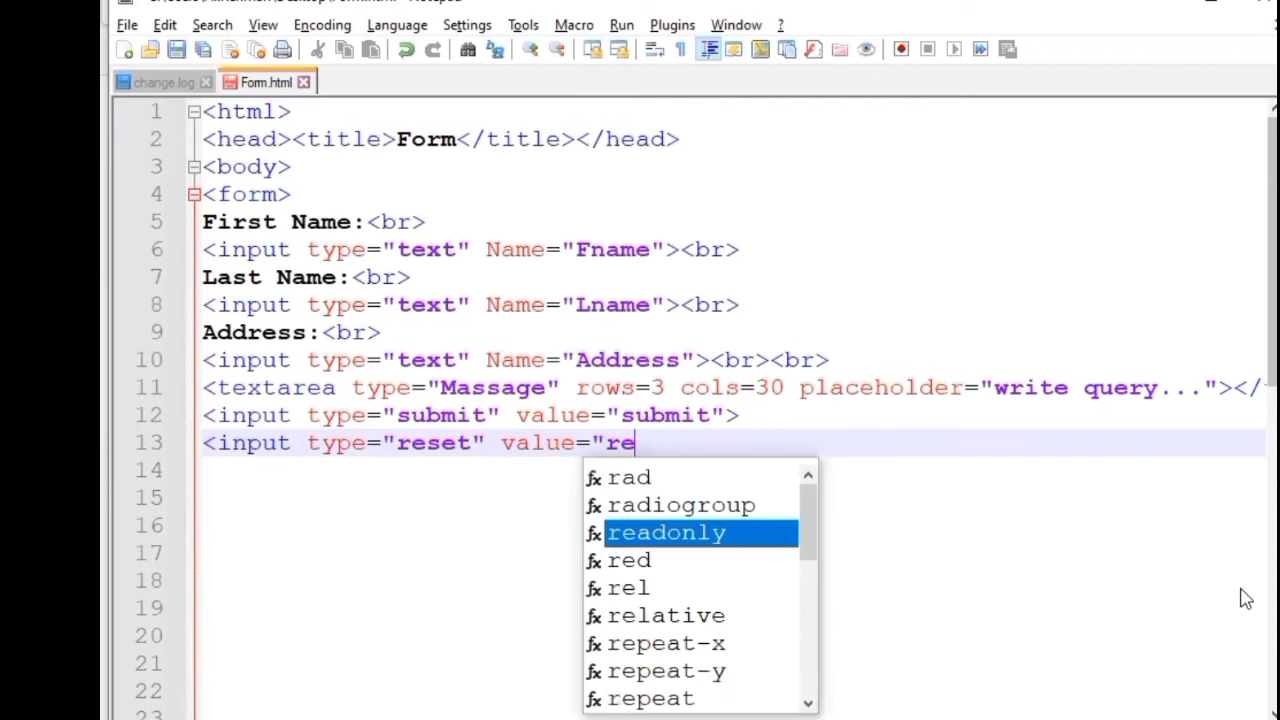 File Edit Search View Encoding Language Settings Tools Macro Run Plugins Window ?
change.log Form.html
1 <html>
2 <head><title>Form</title></head>
3 <body>
4 <form>
5 First Name:<br>
6 <input type="text" Name="Fname"><br>
7 Last Name:<br>
8 <input type="text" Name="Lname"><br>
9 Address:<br>
10 <input type="text" Name="Address"><br><br>
11 <textarea type="Massage" rows=3 cols=30 placeholder="write query..."></
12 <input type="submit" value="submit">
13 <input type="reset" value="re
14
rad
15
radiogroup
16
readonly
17
red
18
rel
19
relative
20
repeat-x
21
repeat-y
22
repeat
23